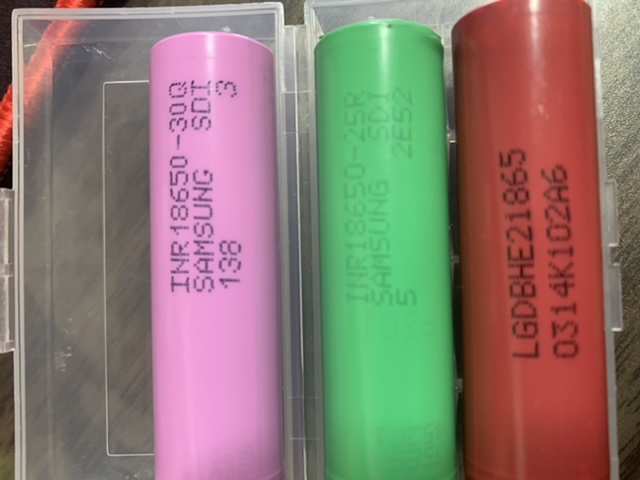 INR18650-30Q
SAMSUNG SDI
138 3
INR18650-25R
SAMSUNG SDI
5 2E52
LGDBHE21865
0314K102A6